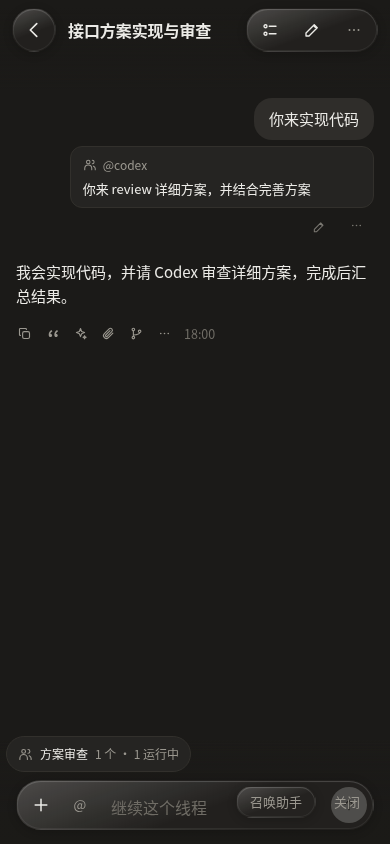 接口方案实现与审查
你来实现代码
@codex
你来 review 详细方案，并结合完善方案
我会实现代码，并请 Codex 审查详细方案，完成后汇
总结果。
18:00
方案审查 1 个 · 1 运行中
@ 继续这个线程 召唤助手 关闭